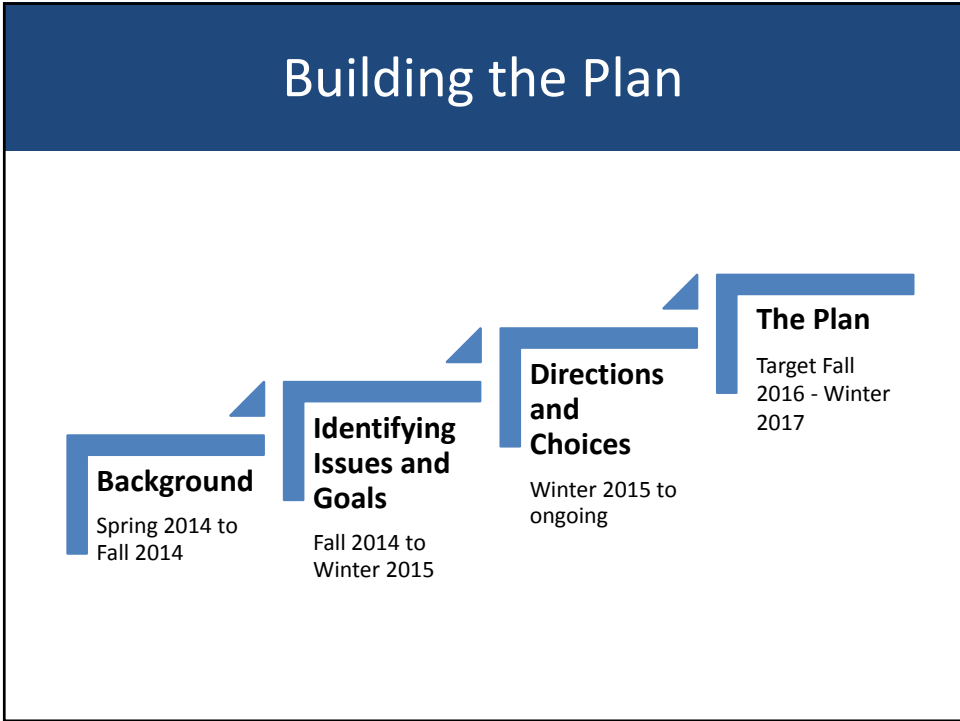 Building the Plan
Background
Spring 2014 to
Fall 2014
Identifying
Issues and
Goals
Fall 2014 to
Winter 2015
Directions
and
Choices
Winter 2015 to
ongoing
The Plan
Target Fall
2016 - Winter
2017